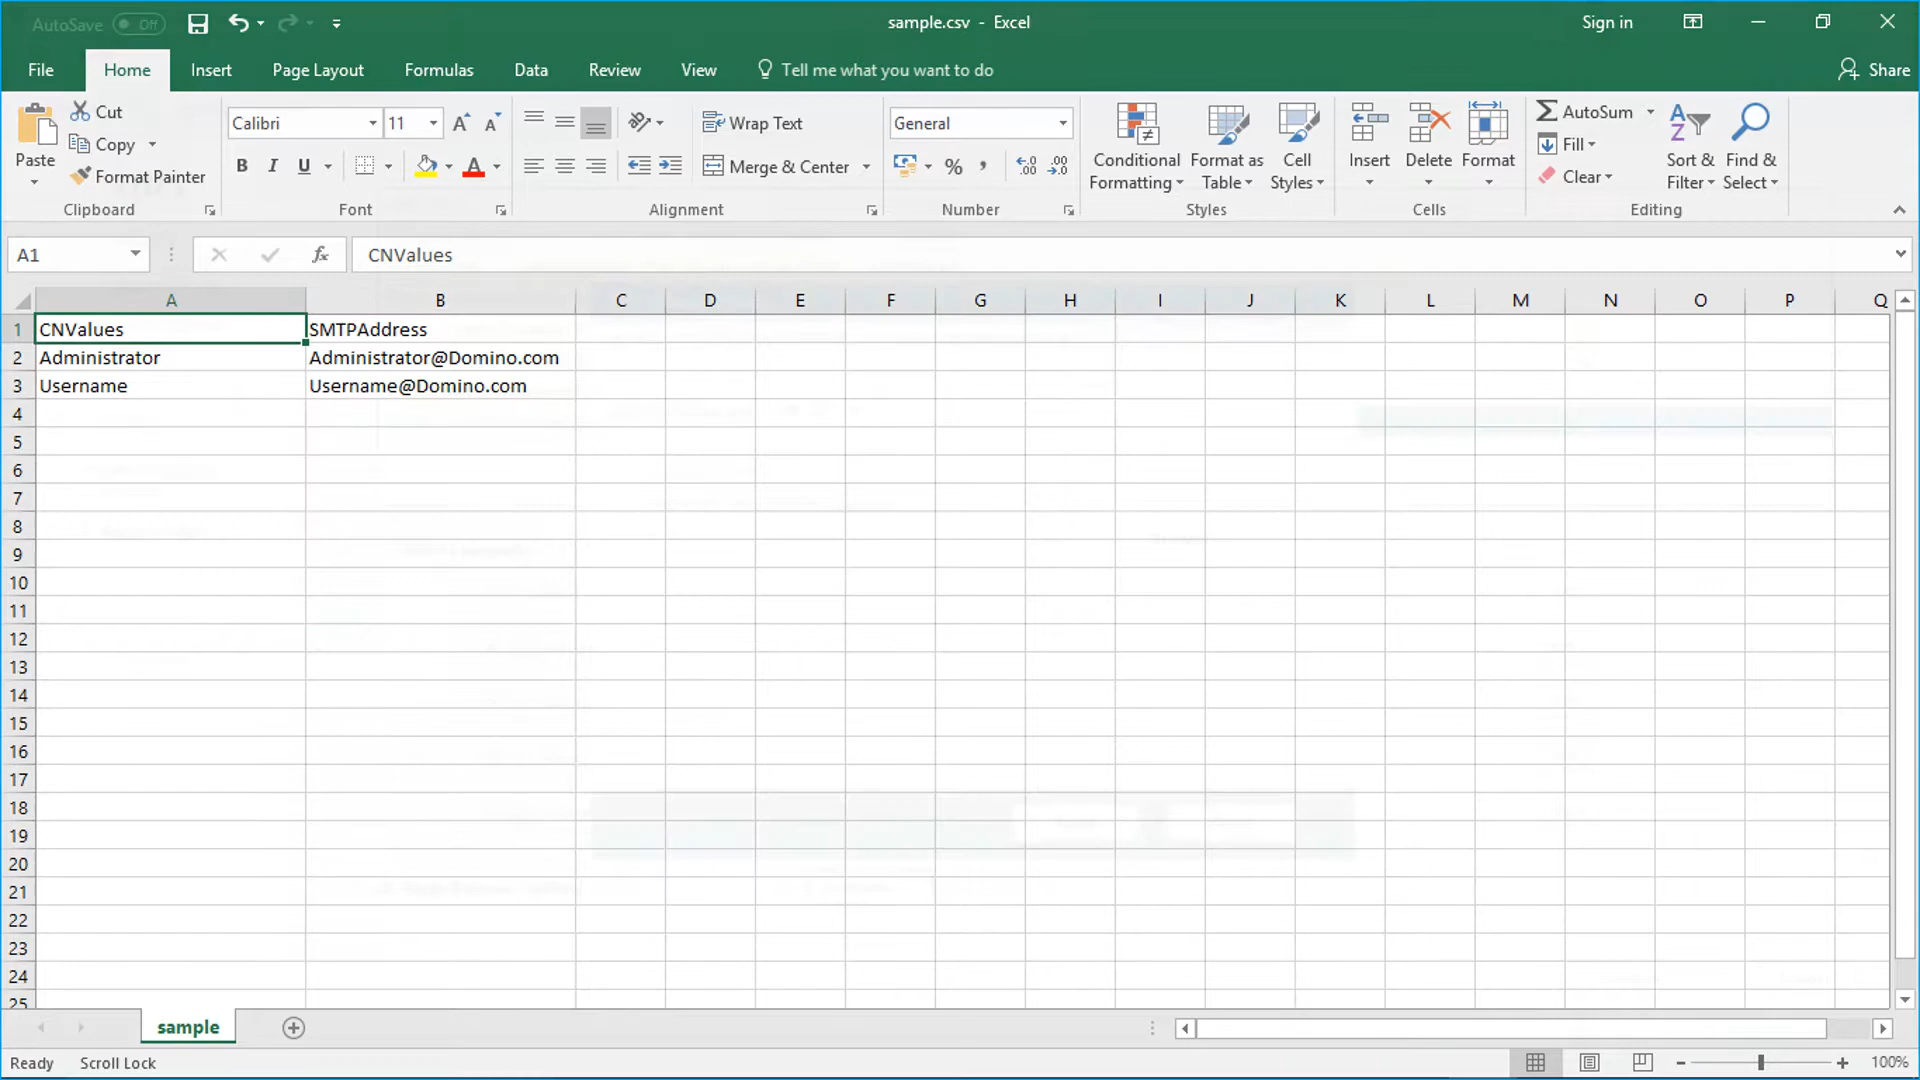 AutoSave Off
sample.csv - Excel
Sign in
File Home Insert Page Layout Formulas Data Review View Tell me what you want to do Share
Paste
Cut
Copy
Format Painter
Clipboard
Calibri 11
B I U
Font
Wrap Text
Merge & Center
Alignment
General
%
Number
Conditional Formatting
Format as Table
Cell Styles
Styles
Insert Delete Format
Cells
AutoSum
Fill
Clear
Sort & Filter
Find & Select
Editing
A1 fx CNValues
A B C D E F G H I J K L M N O P Q
1 CNValues SMTPAddress
2 Administrator Administrator@Domino.com
3 Username Username@Domino.com
4
5
6
7
8
9
10
11
12
13
14
15
16
17
18
19
20
21
22
23
24
25
sample
Ready Scroll Lock 100%